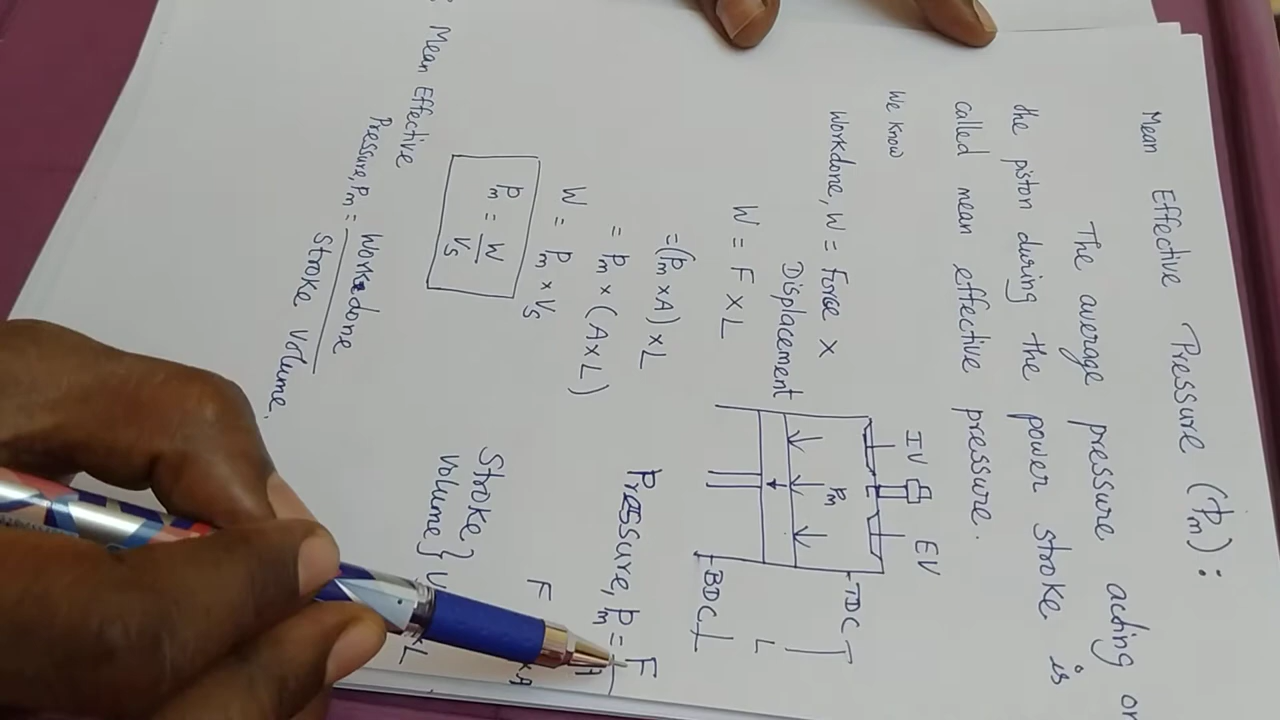 Mean Effective Pressure (Pm):
The average pressure acting on
the piston during the power stroke is
called mean effective pressure.
We know
Workdone, W = Force x
Displacement
W = F x L
= (Pm x A) x L
= Pm x (A x L)
W = Pm x Vs
Pm = W
Vs
Mean Effective
Pressure, Pm = Workdone
Stroke Volume.
IV
EV
Pm
TDC
L
BDC
Pressure, Pm = F
A
F
xA
Stroke }
Volume }
x L